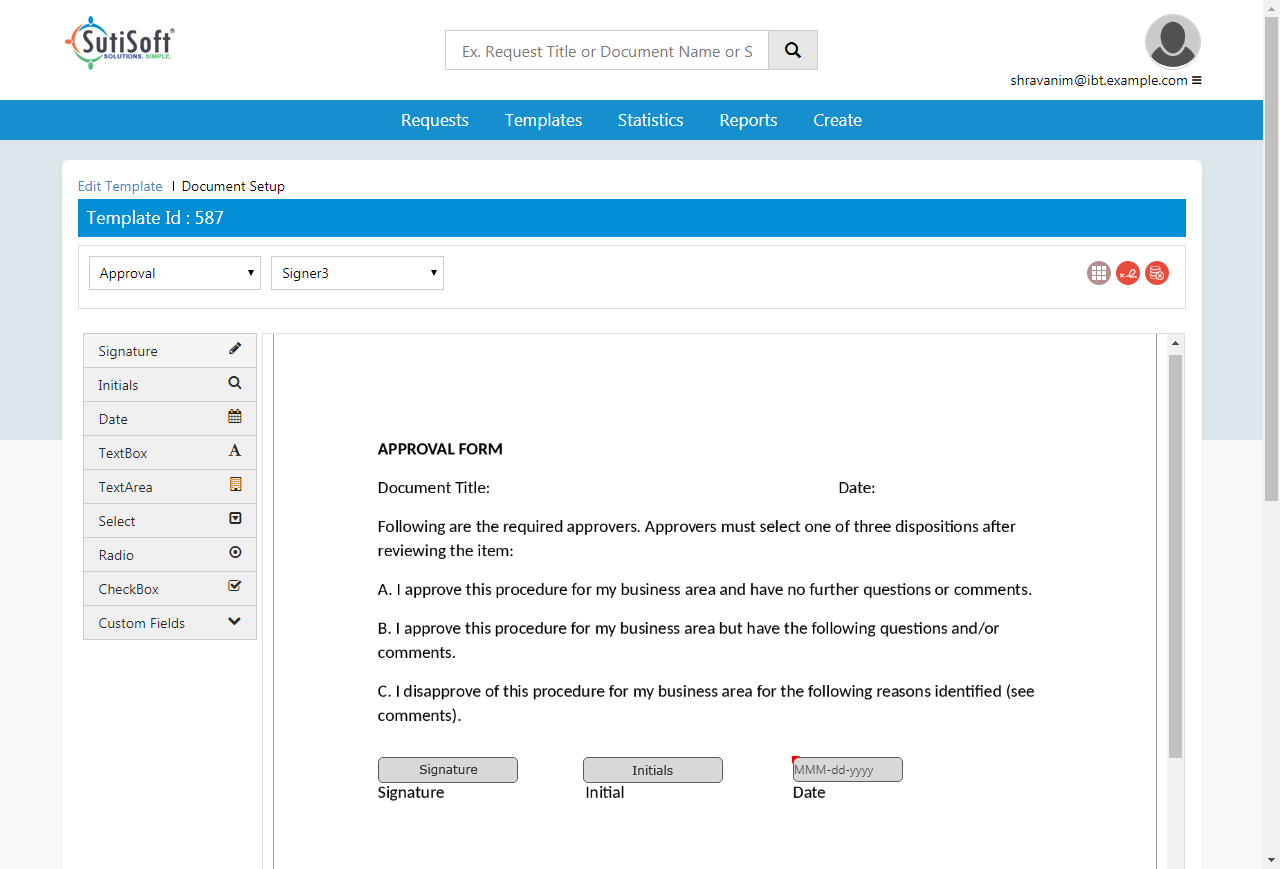 SutiSoft®
SOLUTIONS. SIMPLE.
Ex. Request Title or Document Name or S
shravanim@ibt.example.com
Requests Templates Statistics Reports Create
Edit Template | Document Setup
Template Id : 587
Approval Signer3
Signature
Initials
Date
TextBox
TextArea
Select
Radio
CheckBox
Custom Fields
APPROVAL FORM
Document Title: Date:
Following are the required approvers. Approvers must select one of three dispositions after
reviewing the item:
A. I approve this procedure for my business area and have no further questions or comments.
B. I approve this procedure for my business area but have the following questions and/or
comments.
C. I disapprove of this procedure for my business area for the following reasons identified (see
comments).
Signature Initials MMM-dd-yyyy
Signature Initial Date